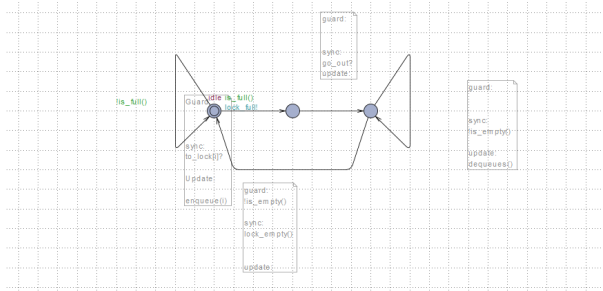 guard:
sync:
go_out?
update:
guard
sync:
!is_empty()
update:
dequeues()
!is_full()
idle is_full()
lock_full!
Guard
sync:
to_lock[i]?
Update:
enqueue(i)
guard:
!is_empty()
sync:
lock_empty()
update: